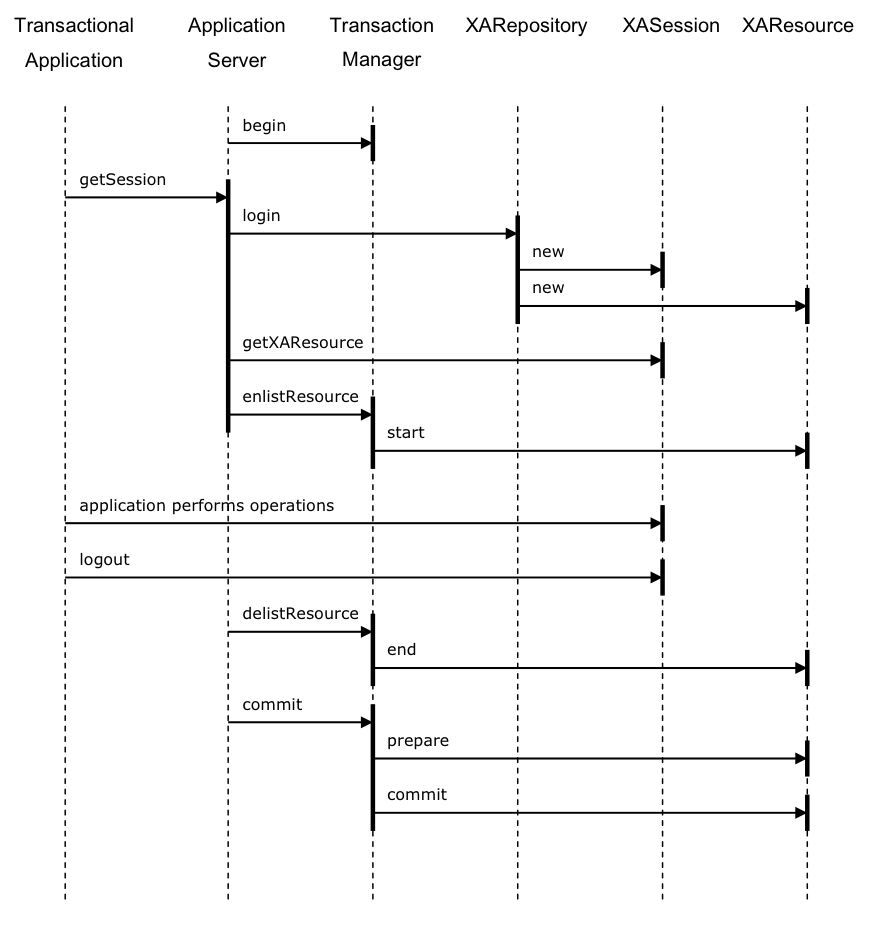 Transactional Application Transaction XARepository XASession XAResource
Application Server Manager
begin
getSession
login
new
new
getXAResource
enlistResource
start
application performs operations
logout
delistResource
end
commit
prepare
commit